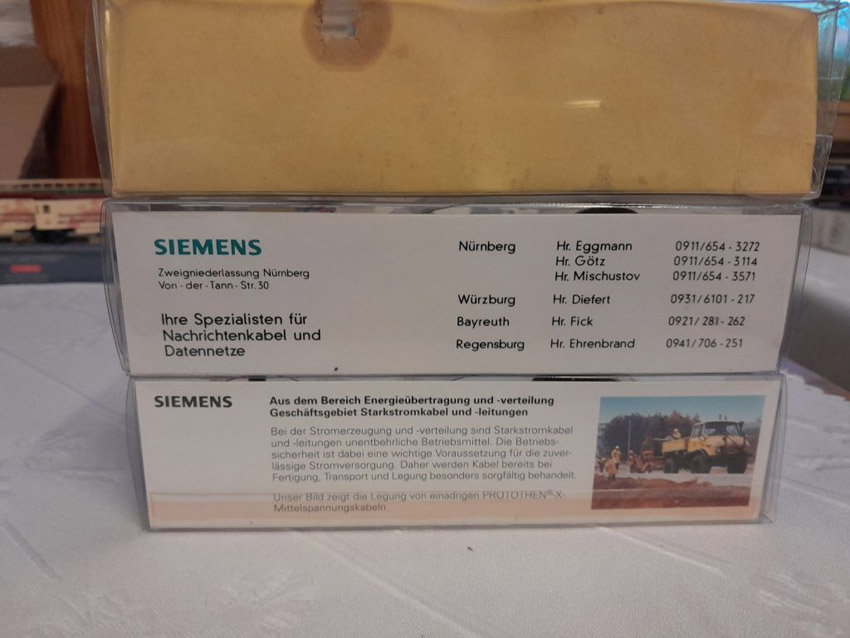 SIEMENS
Zweigniederlassung Nürnberg
Von - der - Tann - Str. 30
Ihre Spezialisten für
Nachrichtenkabel und
Datennetze
Nürnberg Hr. Eggmann 0911/654 - 3272
Hr. Götz 0911/654 - 3114
Hr. Mischustov 0911/654 - 3571
Würzburg Hr. Diefert 0931/6101 - 217
Bayreuth Hr. Fick 0921/ 281 - 262
Regensburg Hr. Ehrenbrand 0941/ 706 - 251
SIEMENS
Aus dem Bereich Energieübertragung und -verteilung
Geschäftsgebiet Starkstromkabel und -leitungen
Bei der Stromerzeugung und -verteilung sind Starkstromkabel
und -leitungen unentbehrliche Betriebsmittel. Die Betriebs-
sicherheit ist dabei eine wichtige Voraussetzung für die zuver-
lässige Stromversorgung. Daher werden Kabel bereits bei
Fertigung, Transport und Legung besonders sorgfältig behandelt.
Unser Bild zeigt die Legung von einadrigen PROTOTHEN®-X-
Mittelspannungskabeln.